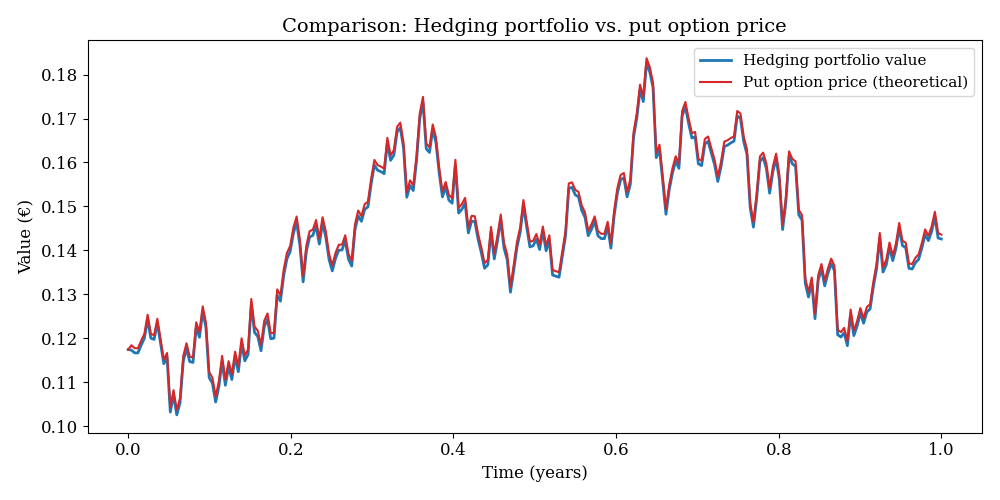 Comparison: Hedging portfolio vs. put option price
Hedging portfolio value
Put option price (theoretical)
Value (€)
0.18
0.17
0.16
0.15
0.14
0.13
0.12
0.11
0.10
0.0 0.2 0.4 0.6 0.8 1.0
Time (years)